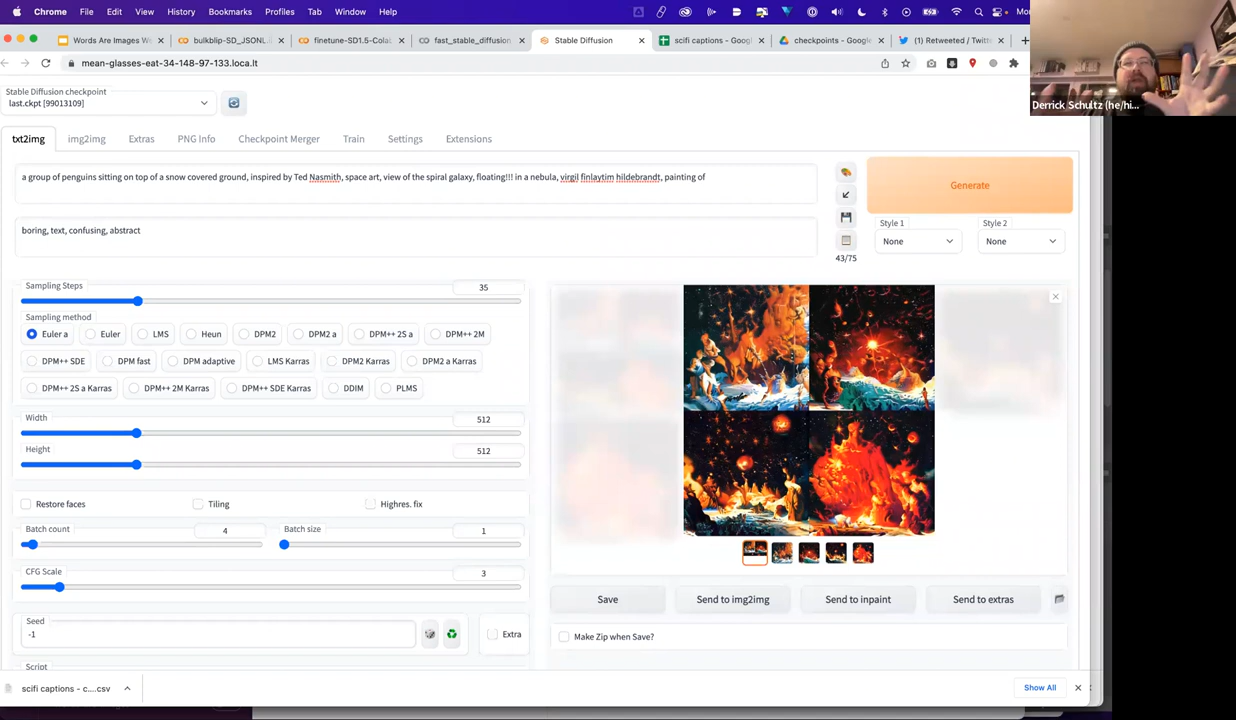 Chrome File Edit View History Bookmarks Profiles Tab Window Help
Words Are Images W
bulkblip-SD_JSONL.
finetune-SD1.5-Colab
fast_stable_diffusion
Stable Diffusion
scifi captions - Googl
checkpoints - Google
(1) Retweeted / Twitt
mean-glasses-eat-34-148-97-133.loca.lt
Derrick Schultz (he/hi...
Stable Diffusion checkpoint
last.ckpt [99013109]
txt2img img2img Extras PNG Info Checkpoint Merger Train Settings Extensions
a group of penguins sitting on top of a snow covered ground, inspired by Ted Nasmith, space art, view of the spiral galaxy, floating!!! in a nebula, virgil finlaytim hildebrandt, painting of
Generate
boring, text, confusing, abstract
Style 1 Style 2
None None
43/75
Sampling Steps
35
Sampling method
Euler a Euler LMS Heun DPM2 DPM2 a DPM++ 2S a DPM++ 2M
DPM++ SDE DPM fast DPM adaptive LMS Karras DPM2 Karras DPM2 a Karras
DPM++ 2S a Karras DPM++ 2M Karras DPM++ SDE Karras DDIM PLMS
Width
512
Height
512
Restore faces Tiling Highres. fix
Batch count
4
Batch size
1
CFG Scale
3
Seed
-1
Extra
Script
Save Send to img2img Send to inpaint Send to extras
Make Zip when Save?
scifi captions - c....csv
Show All